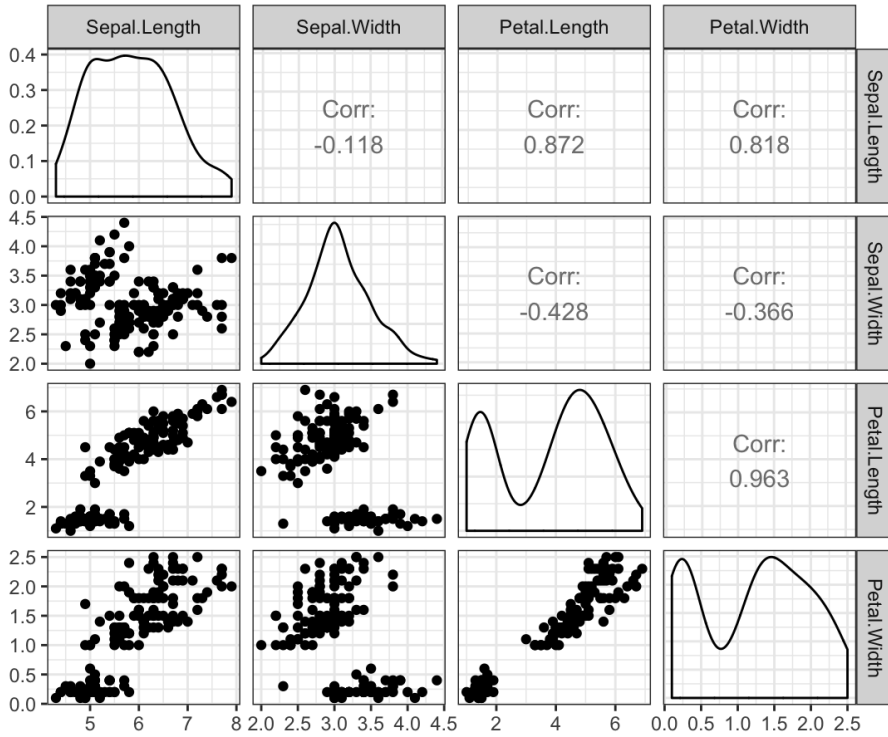 Sepal.Length Sepal.Width Petal.Length Petal.Width
0.4
0.3
0.2
0.1
0.0
Corr:
-0.118
Corr:
0.872
Corr:
0.818
Sepal.Length
4.5
4.0
3.5
3.0
2.5
2.0
Corr:
-0.428
Corr:
-0.366
Sepal.Width
6
4
2
Corr:
0.963
Petal.Length
2.5
2.0
1.5
1.0
0.5
0.0
Petal.Width
5 6 7 8
2.0 2.5 3.0 3.5 4.0 4.5
2 4 6
0.0 0.5 1.0 1.5 2.0 2.5